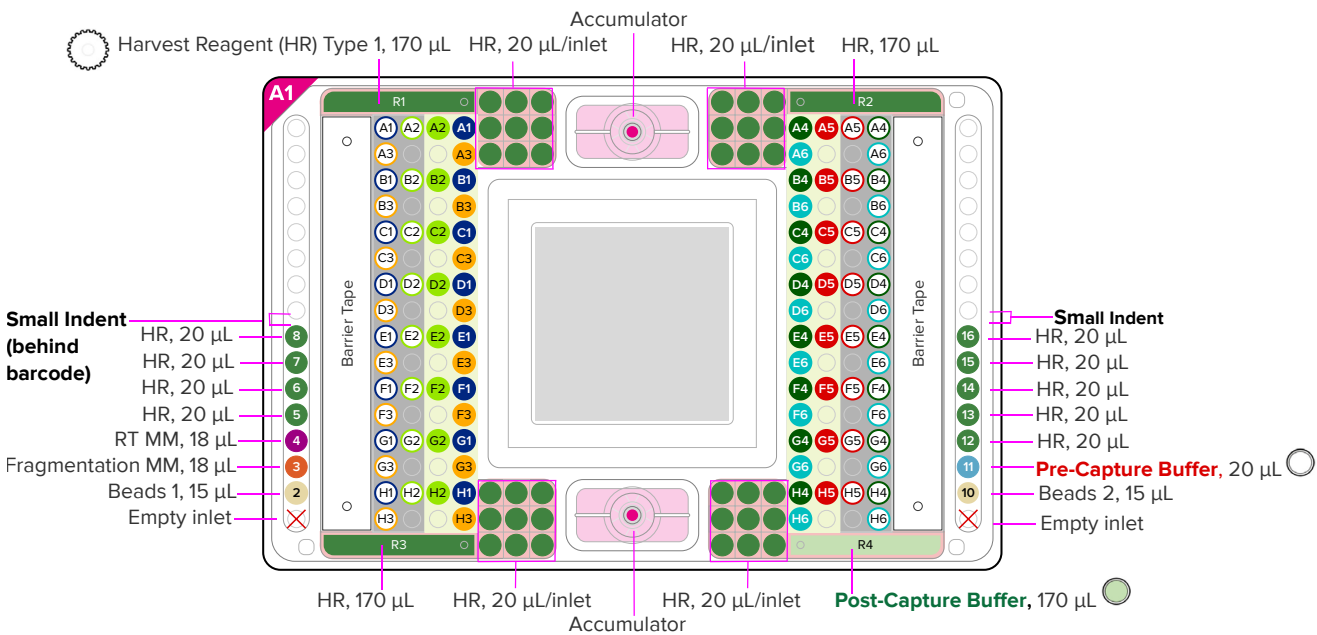 Accumulator
Harvest Reagent (HR) Type 1, 170 µL HR, 20 µL/inlet HR, 20 µL/inlet HR, 170 µL
A1
R1 R2
A1 A2 A2 A1 A4 A5 A5 A4
A3 A3 A6 A6
B1 B2 B2 B1 B4 B5 B5 B4
B3 B3 B6 B6
C1 C2 C2 C1 C4 C5 C5 C4
C3 C3 C6 C6
D1 D2 D2 D1 D4 D5 D5 D4
D3 D3 D6 D6
Barrier Tape Barrier Tape
Small Indent
(behind
barcode)
Small Indent
HR, 20 µL 8 E1 E2 E2 E1 E4 E5 E5 E4 16 HR, 20 µL
HR, 20 µL 7 E3 E3 E6 E6 15 HR, 20 µL
HR, 20 µL 6 F1 F2 F2 F1 F4 F5 F5 F4 14 HR, 20 µL
HR, 20 µL 5 F3 F3 F6 F6 13 HR, 20 µL
RT MM, 18 µL 4 G1 G2 G2 G1 G4 G5 G5 G4 12 HR, 20 µL
Fragmentation MM, 18 µL 3 G3 G3 G6 G6 11 Pre-Capture Buffer, 20 µL
Beads 1, 15 µL 2 H1 H2 H2 H1 H4 H5 H5 H4 10 Beads 2, 15 µL
Empty inlet H3 H3 H6 H6 Empty inlet
R3 R4
HR, 170 µL HR, 20 µL/inlet HR, 20 µL/inlet Post-Capture Buffer, 170 µL
Accumulator